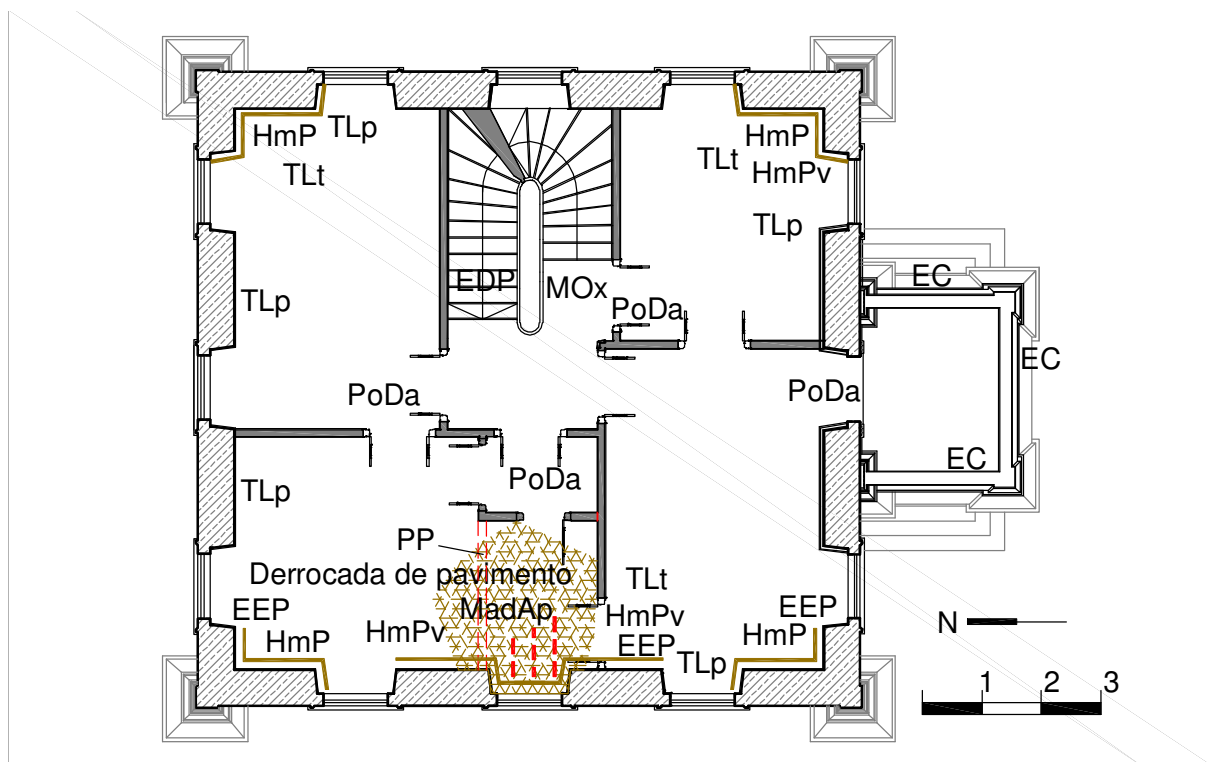 HmP
TLp
TLt
HmP
TLt
HmPv
TLp
TLp
EDP
MOx
PoDa
EC
EC
PoDa
PoDa
EC
TLp
PoDa
PP
Derrocada de pavimento
TLt
MadAp
EEP
HmP
HmPv
HmPv
EEP
TLp
EEP
HmP
N
1 2 3